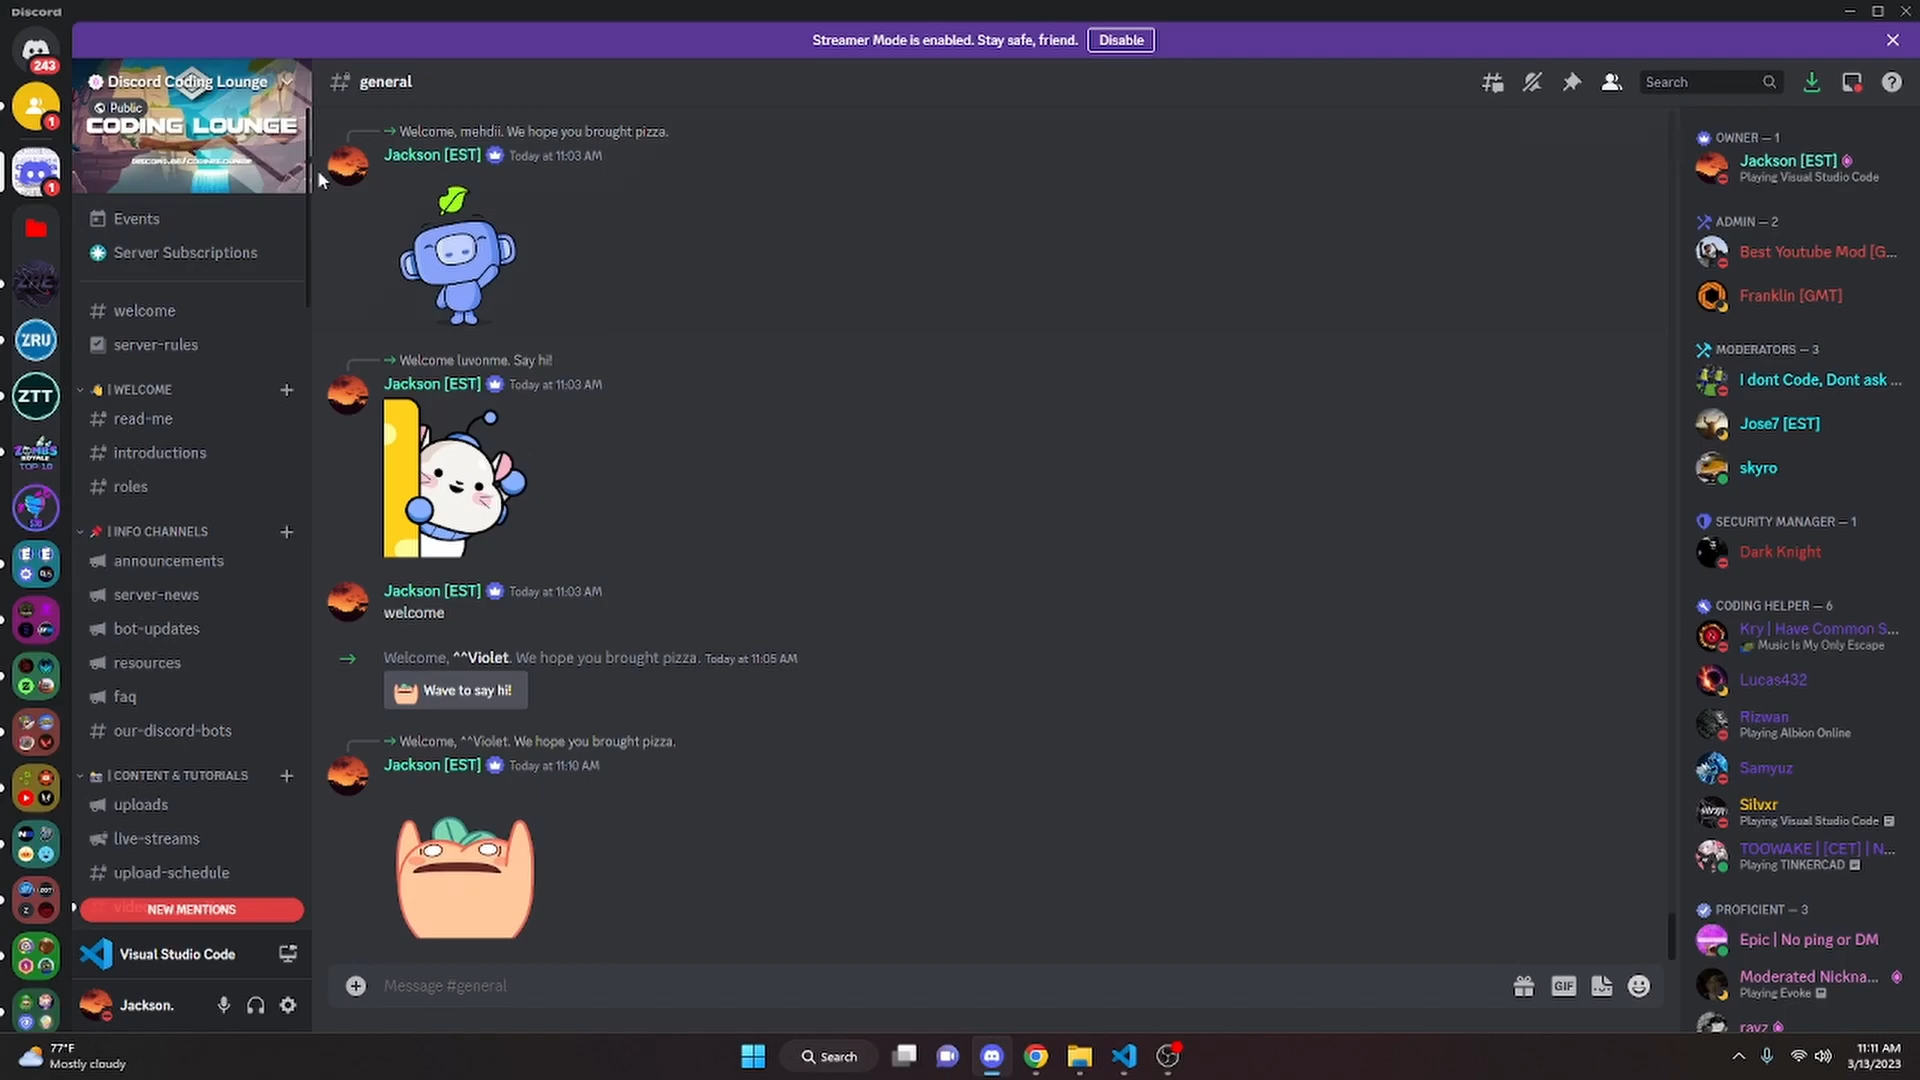 Discord
Streamer Mode is enabled. Stay safe, friend.
Disable
243
1
1
ZRU
ZTT
ZOMBS
ROYALE
TOP 10
Discord Coding Lounge
Public
CODING LOUNGE
Events
Server Subscriptions
welcome
server-rules
| WELCOME
read-me
introductions
roles
| INFO CHANNELS
announcements
server-news
bot-updates
resources
faq
our-discord-bots
| CONTENT & TUTORIALS
uploads
live-streams
upload-schedule
NEW MENTIONS
Visual Studio Code
Jackson.
general
Search
Welcome, mehdii. We hope you brought pizza.
Jackson [EST] Today at 11:03 AM
Welcome luvonme. Say hi!
Jackson [EST] Today at 11:03 AM
Jackson [EST] Today at 11:03 AM
welcome
Welcome, ^^Violet. We hope you brought pizza. Today at 11:05 AM
Wave to say hi!
Welcome, ^^Violet. We hope you brought pizza.
Jackson [EST] Today at 11:10 AM
Message #general
GIF
OWNER — 1
Jackson [EST]
Playing Visual Studio Code
ADMIN — 2
Best Youtube Mod [G...
Franklin [GMT]
MODERATORS — 3
I dont Code, Dont ask ...
Jose7 [EST]
skyro
SECURITY MANAGER — 1
Dark Knight
CODING HELPER — 6
Kry | Have Common S...
Music Is My Only Escape
Lucas432
Rizwan
Playing Albion Online
Samyuz
Silvxr
Playing Visual Studio Code
TOOWAKE | [CET] | N...
Playing TINKERCAD
PROFICIENT — 3
Epic | No ping or DM
Moderated Nickna...
Playing Evoke
rayz
77°F
Mostly cloudy
Search
11:11 AM
3/13/2023